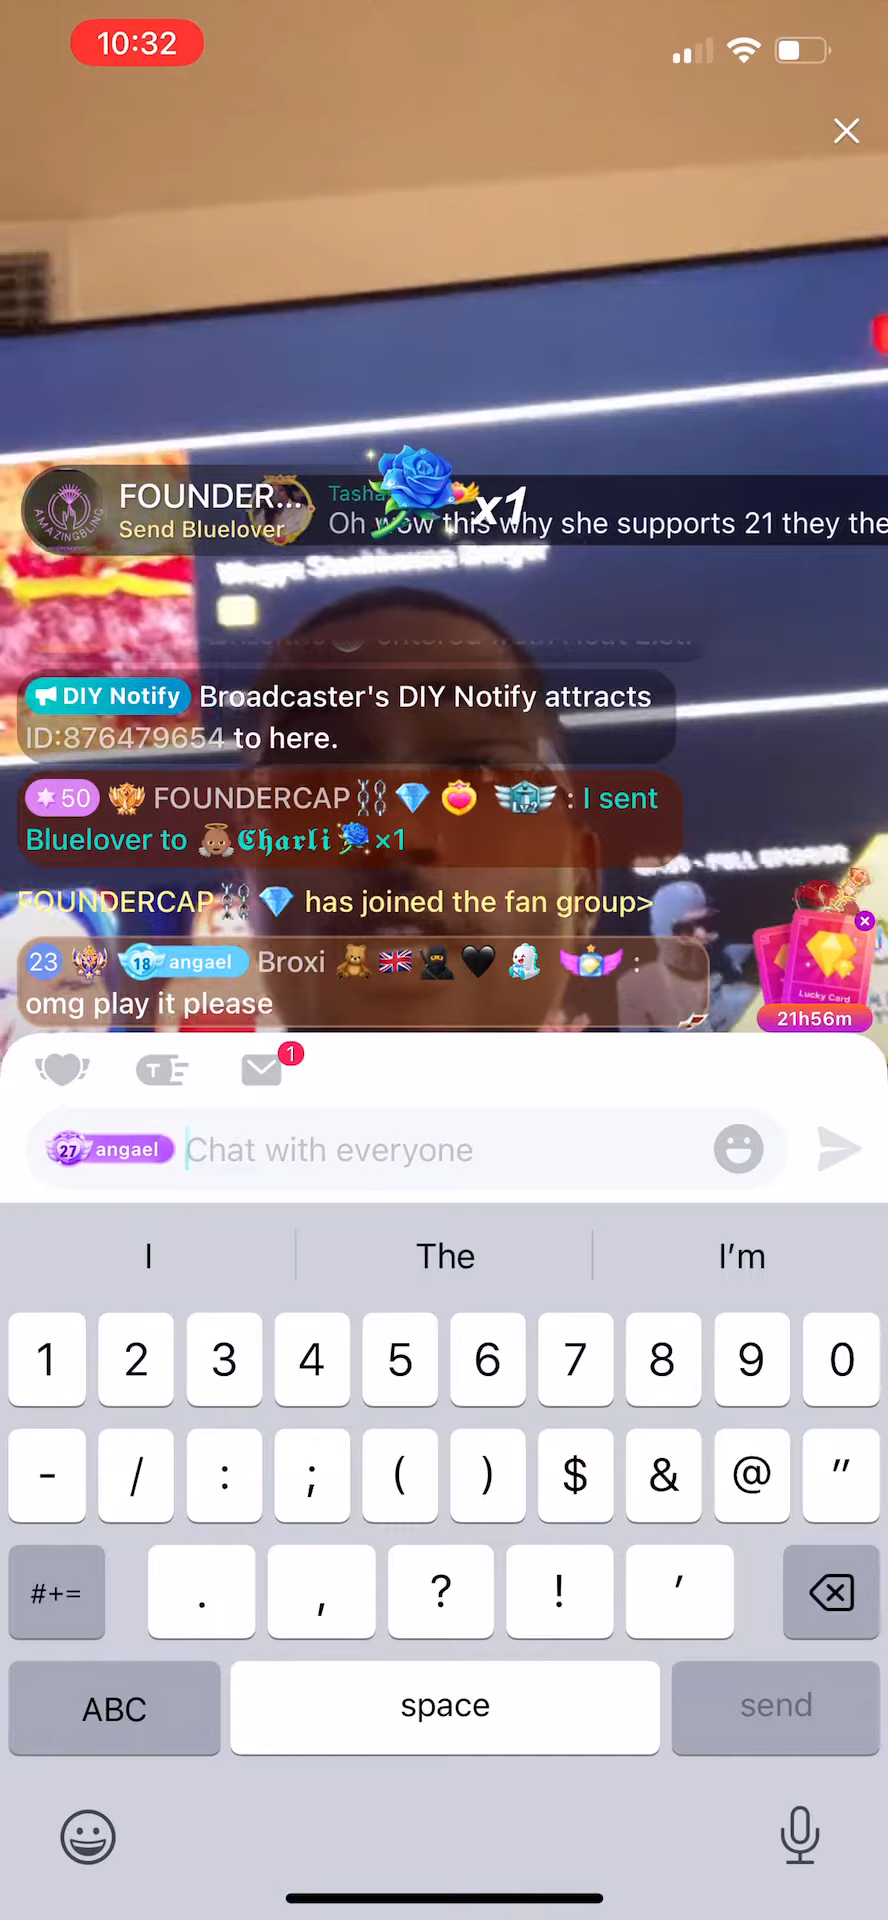 10:32
FOUNDER...
Send Bluelover
x1
Tasha
Oh wow this why she supports 21 they the
DIY Notify Broadcaster's DIY Notify attracts
ID:876479654 to here.
50 FOUNDERCAP⛓️💎 Lv2 : I sent
Bluelover to 👼🏽 𝕮𝖍𝖆𝖗𝖑𝖎 ×1
FOUNDERCAP⛓️💎 has joined the fan group>
23 18 angael Broxi 🧸🇬🇧🥷🏿🖤 :
omg play it please
Lucky Card
21h56m
T
1
27 angael Chat with everyone
I The I'm
1 2 3 4 5 6 7 8 9 0
- / : ; ( ) $ & @ "
#+= . , ? ! '
ABC space send